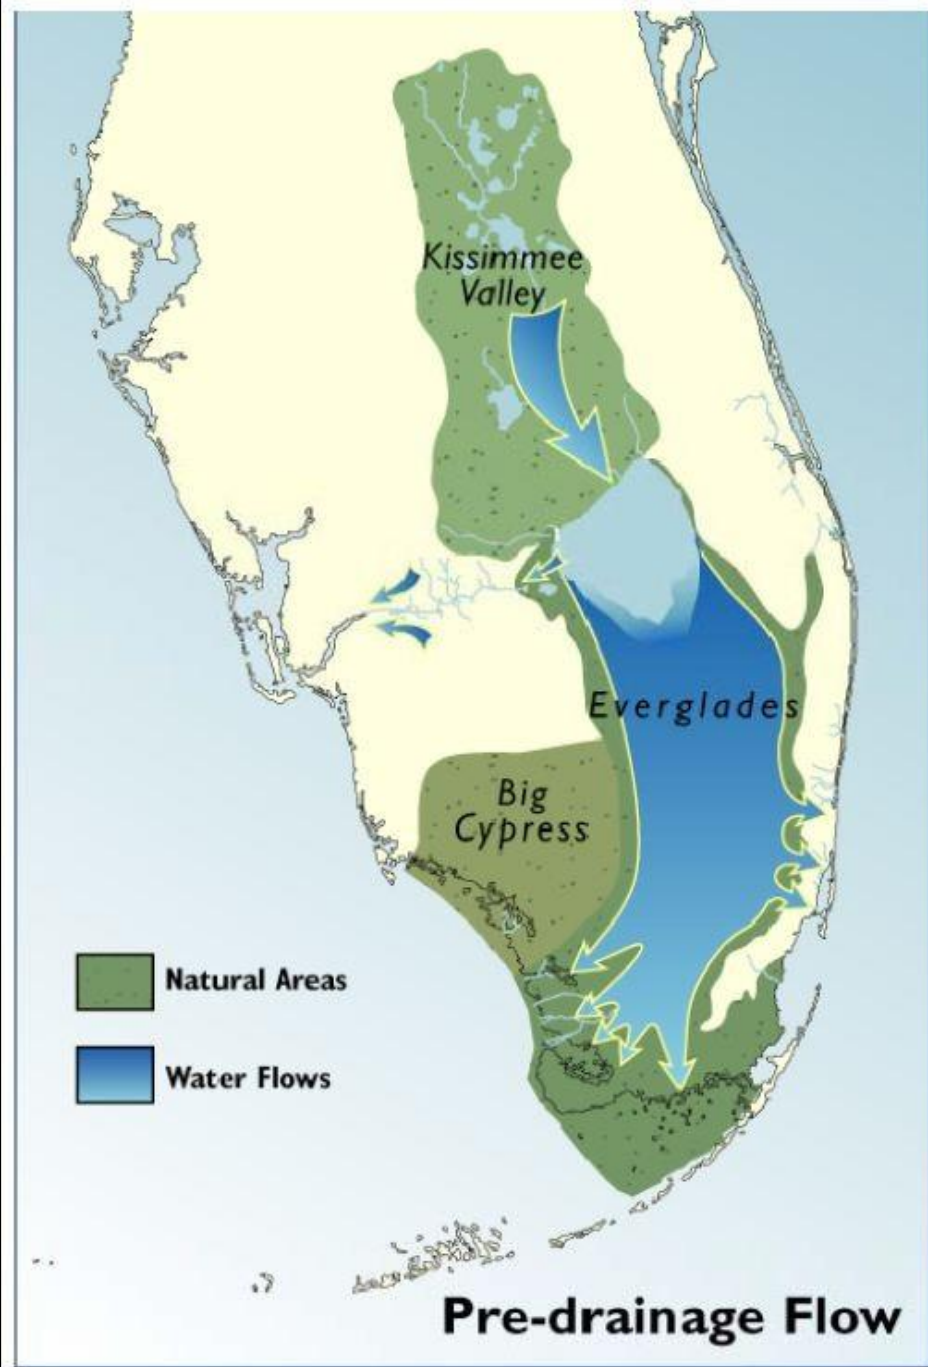 Kissimmee
Valley
Everglades
Big
Cypress
Natural Areas
Water Flows
Pre-drainage Flow